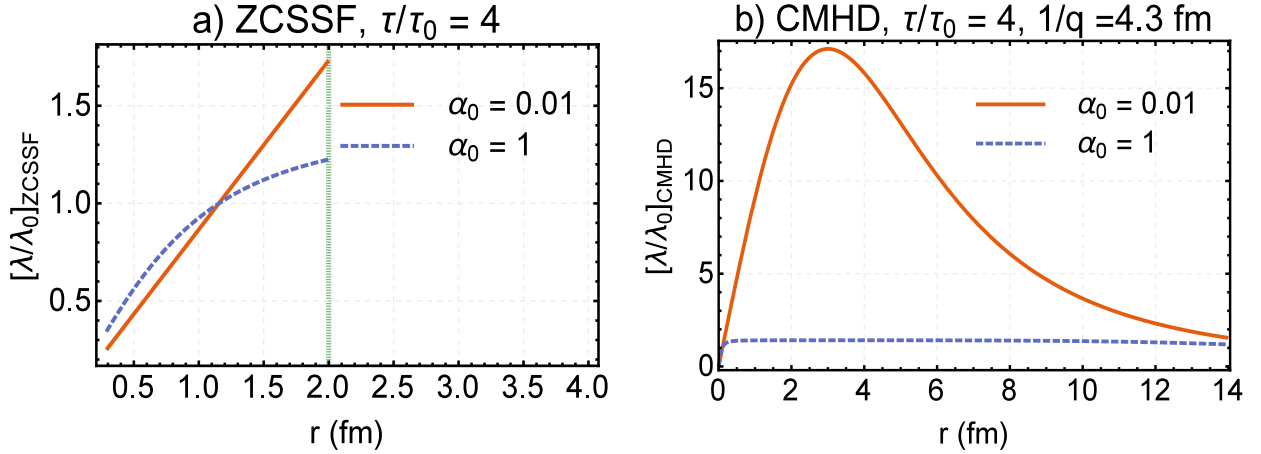 a) ZCSSF, τ/τ₀ = 4
[λ/λ₀]ZCSSF
1.5
1.0
0.5
α₀ = 0.01
α₀ = 1
0.5 1.0 1.5 2.0 2.5 3.0 3.5 4.0
r (fm)
b) CMHD, τ/τ₀ = 4, 1/q =4.3 fm
[λ/λ₀]CMHD
15
10
5
0
α₀ = 0.01
α₀ = 1
0 2 4 6 8 10 12 14
r (fm)